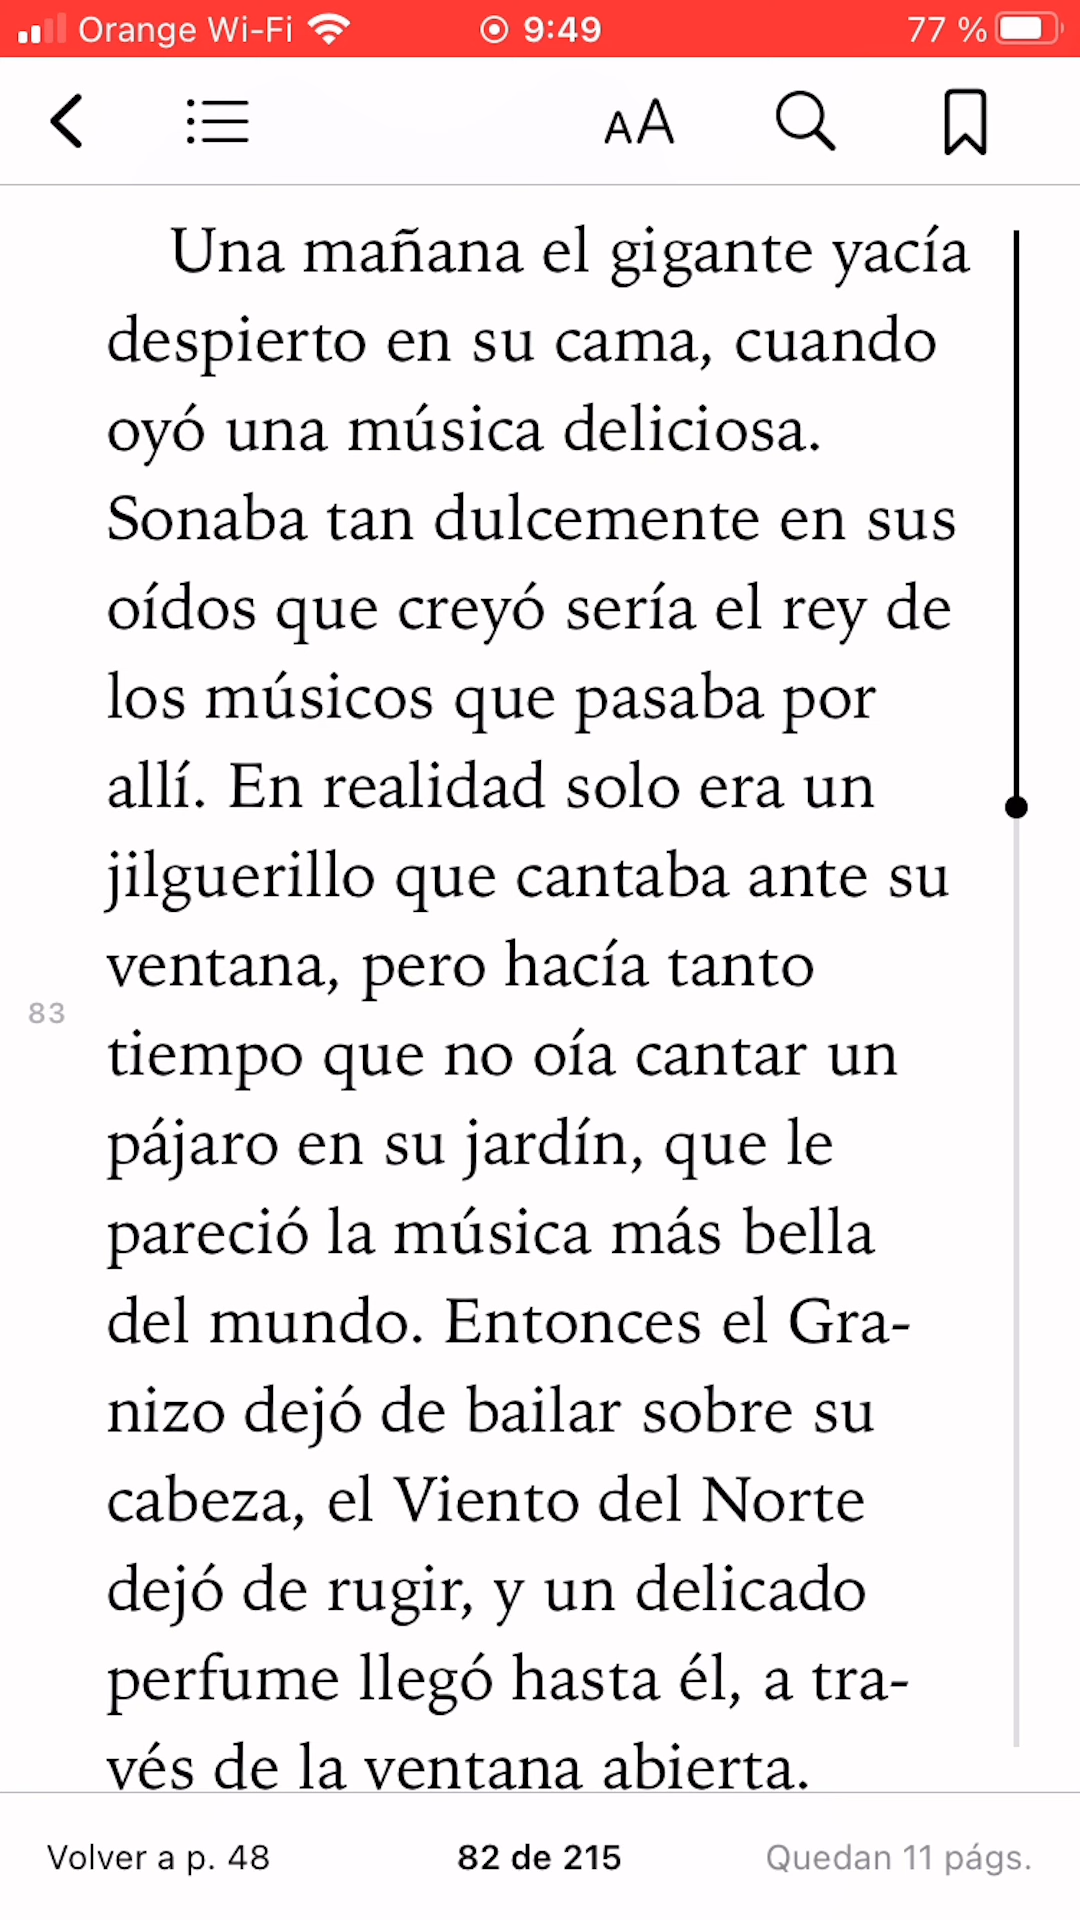 Orange Wi-Fi 9:49 77 %
AA
Una mañana el gigante yacía
despierto en su cama, cuando
oyó una música deliciosa.
Sonaba tan dulcemente en sus
oídos que creyó sería el rey de
los músicos que pasaba por
allí. En realidad solo era un
jilguerillo que cantaba ante su
ventana, pero hacía tanto
83
tiempo que no oía cantar un
pájaro en su jardín, que le
pareció la música más bella
del mundo. Entonces el Gra-
nizo dejó de bailar sobre su
cabeza, el Viento del Norte
dejó de rugir, y un delicado
perfume llegó hasta él, a tra-
vés de la ventana abierta.
Volver a p. 48 82 de 215 Quedan 11 págs.